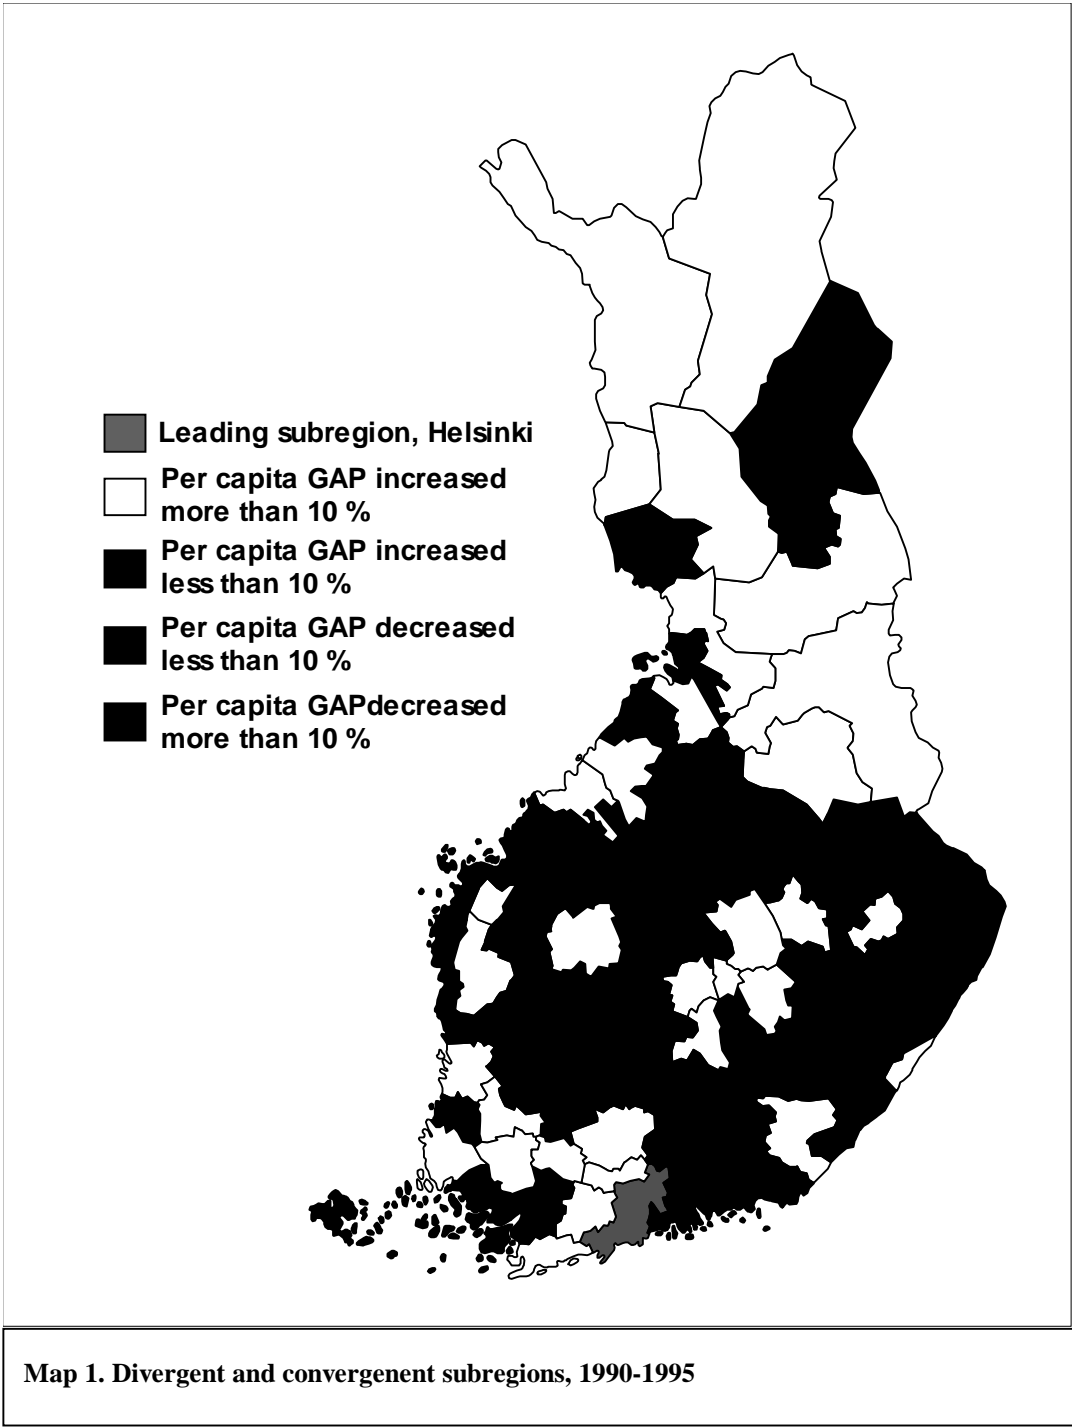 Leading subregion, Helsinki
Per capita GAP increased
more than 10 %
Per capita GAP increased
less than 10 %
Per capita GAP decreased
less than 10 %
Per capita GAPdecreased
more than 10 %
Map 1. Divergent and convergenent subregions, 1990-1995